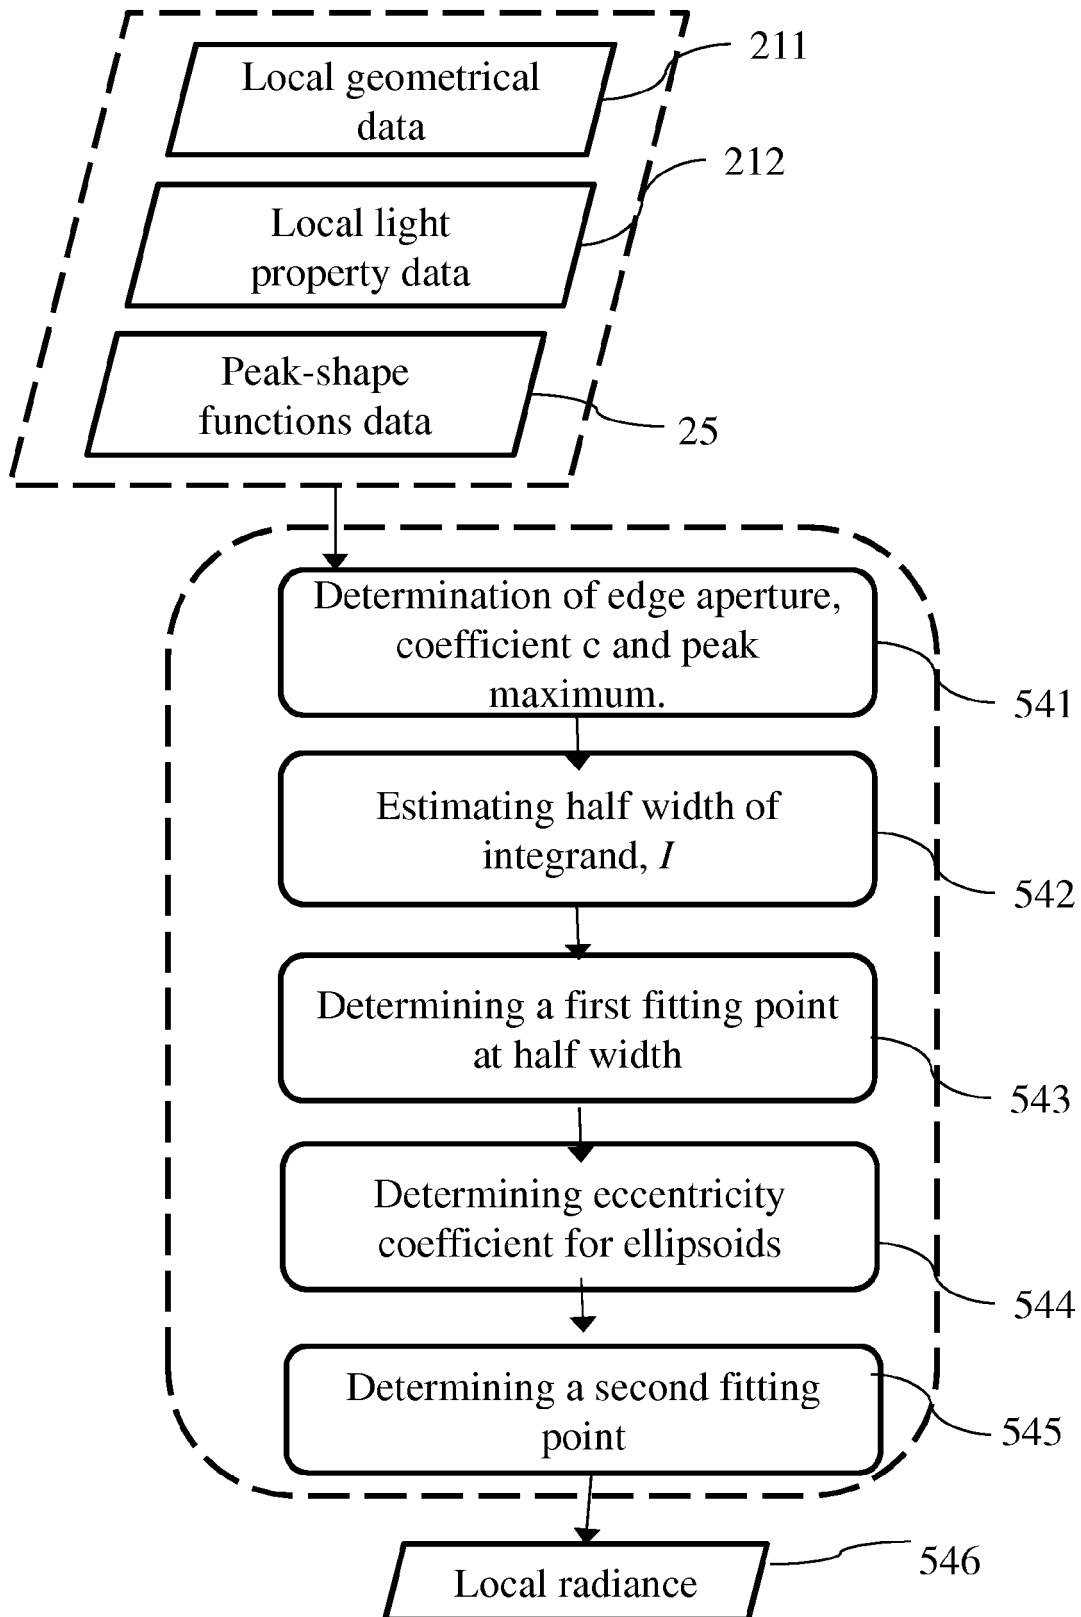 Local geometrical
data
211
Local light
property data
212
Peak-shape
functions data
25
Determination of edge aperture,
coefficient c and peak
maximum.
541
Estimating half width of
integrand, I
542
Determining a first fitting point
at half width
543
Determining eccentricity
coefficient for ellipsoids
544
Determining a second fitting
point
545
Local radiance
546